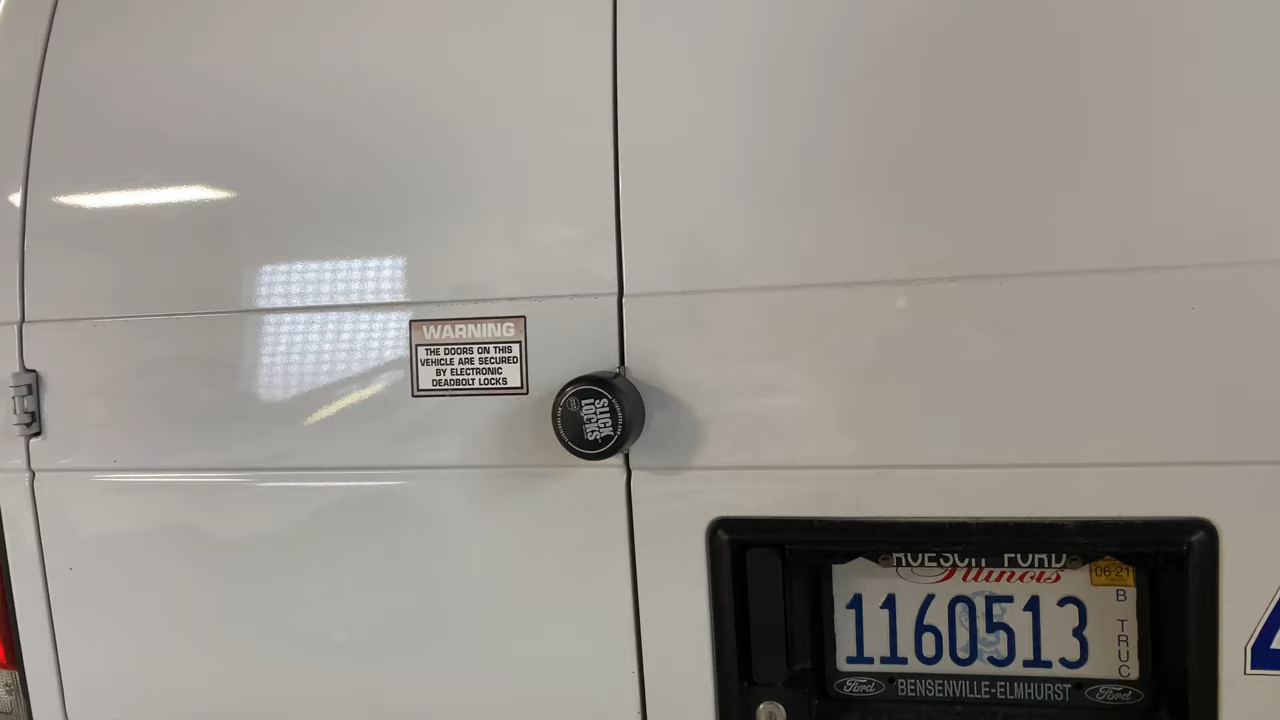 WARNING
THE DOORS ON THIS
VEHICLE ARE SECURED
BY ELECTRONIC
DEADBOLT LOCKS
SLICK
LOCKS
ROESCH FORD
Illinois
06-21
1160513
B TRUC
Ford
BENSENVILLE-ELMHURST
Ford